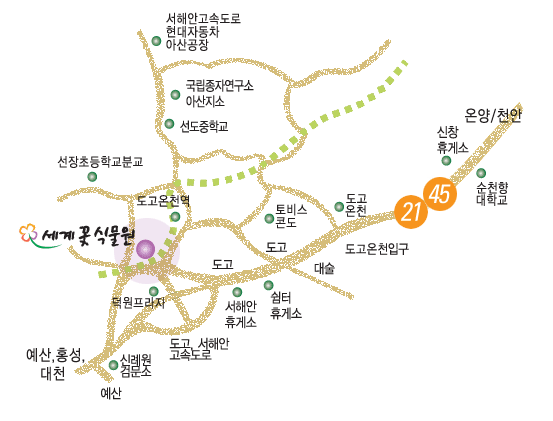 서해안고속도로
현대자동차
아산공장
국립종자연구소
아산지소
선도중학교
온양/천안
신창
휴게소
선장초등학교분교
순천향
대학교
45
21
도고온천역
도고
온천
토비스
콘도
세계꽃식물원
도고
도고온천입구
도고
대술
덕원프라자
쉼터
휴게소
서해안
휴게소
도고, 서해안
고속도로
예산,홍성,
대천
신례원
검문소
예산